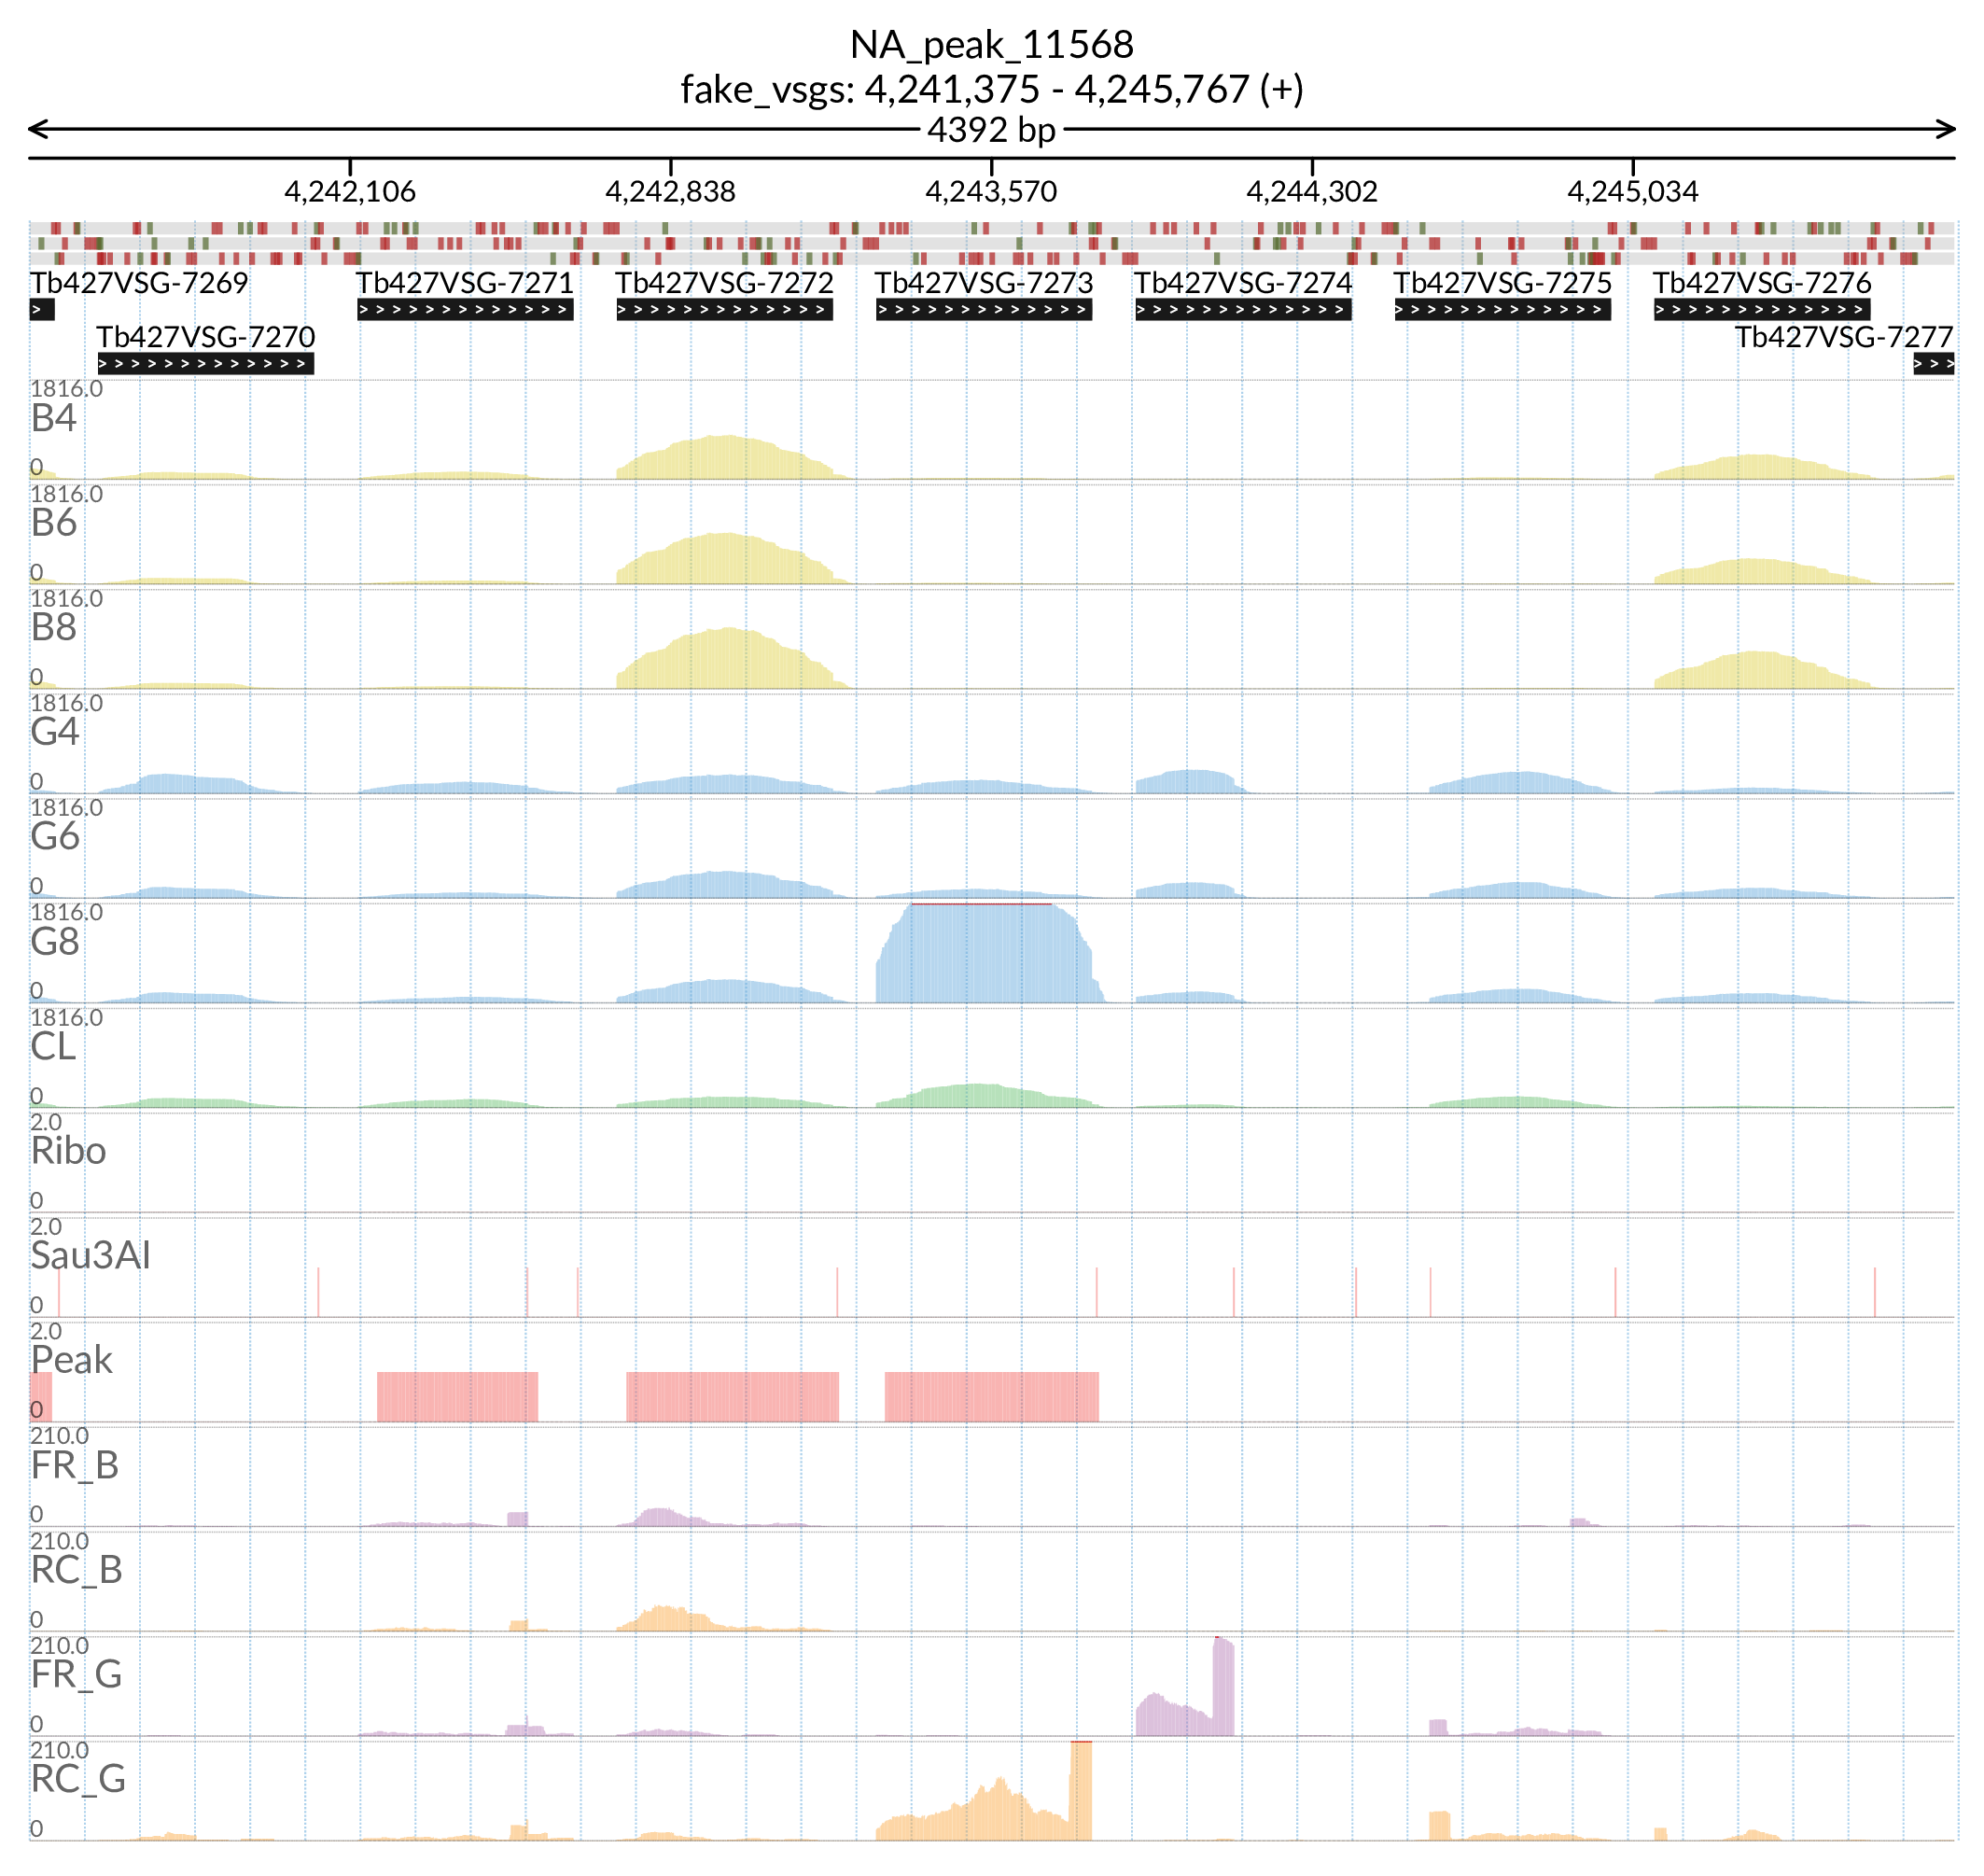 NA_peak_11568
fake_vsgs: 4,241,375 - 4,245,767 (+)
4392 bp
4,242,106 4,242,838 4,243,570 4,244,302 4,245,034
Tb427VSG-7269 Tb427VSG-7271 Tb427VSG-7272 Tb427VSG-7273 Tb427VSG-7274 Tb427VSG-7275 Tb427VSG-7276
Tb427VSG-7270 Tb427VSG-7277
1816.0
B4
0
1816.0
B6
0
1816.0
B8
0
1816.0
G4
0
1816.0
G6
0
1816.0
G8
0
1816.0
CL
0
2.0
Ribo
0
2.0
Sau3AI
0
2.0
Peak
0
210.0
FR_B
0
210.0
RC_B
0
210.0
FR_G
0
210.0
RC_G
0